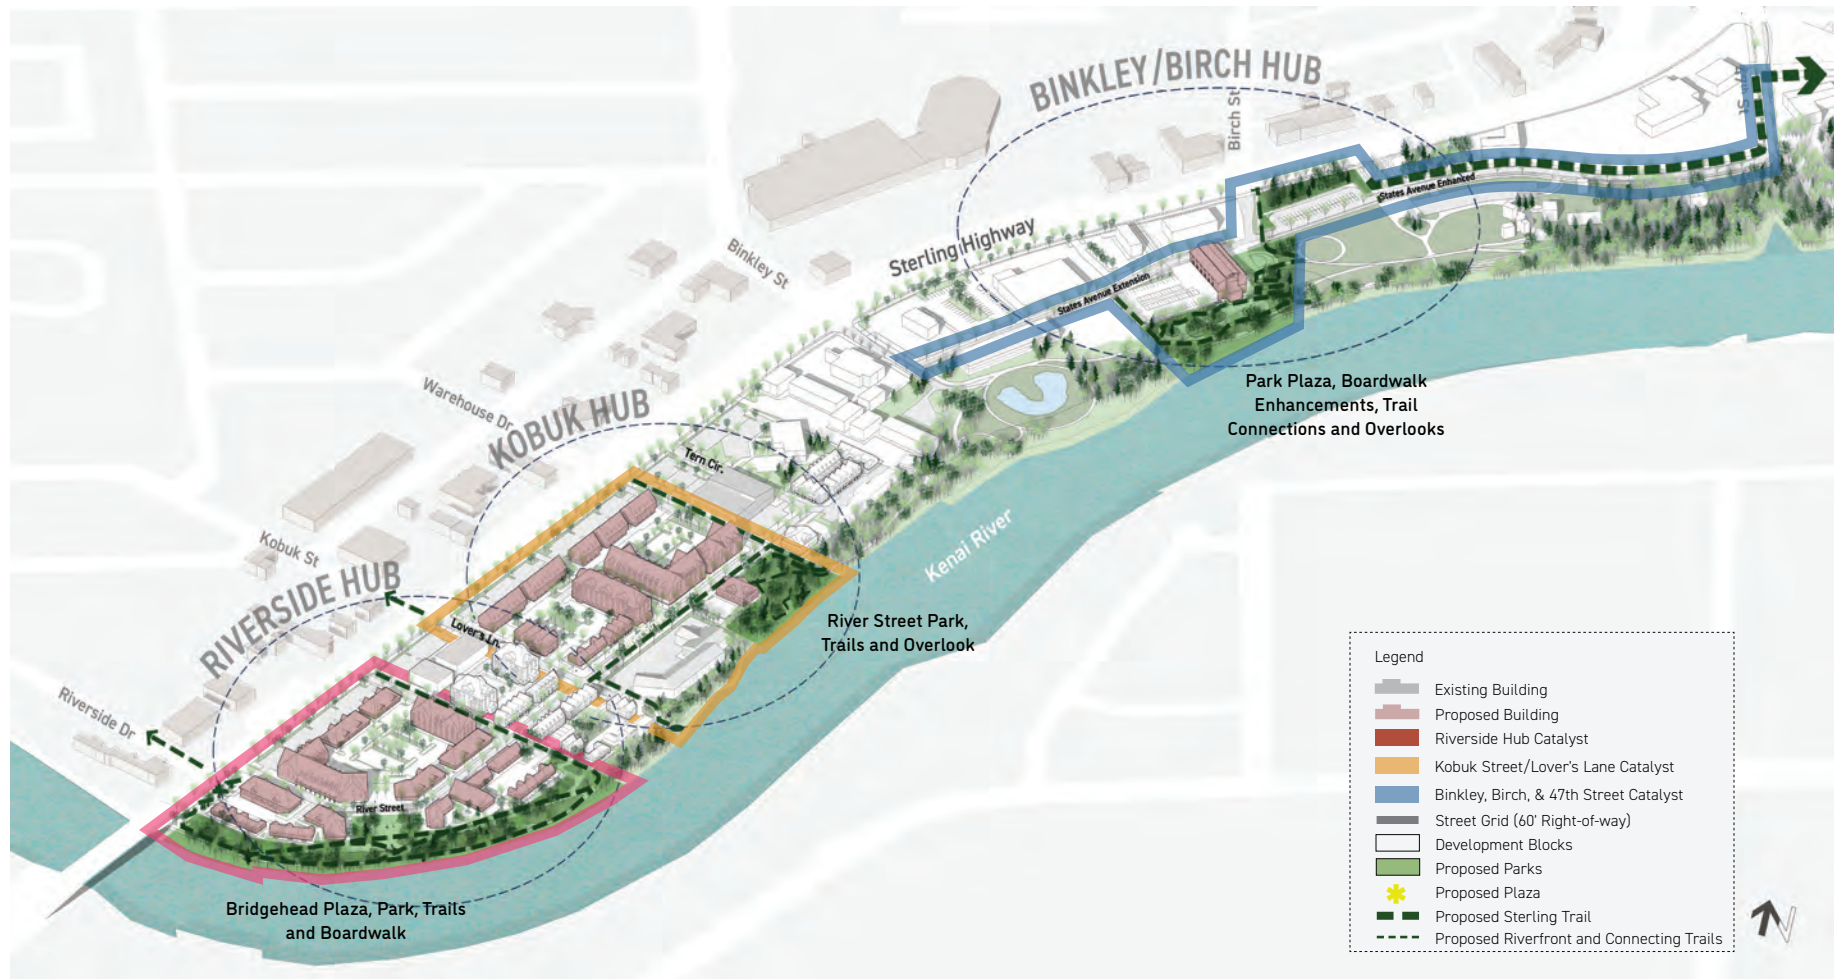 BINKLEY/BIRCH HUB
Birch St
States Avenue Enhanced
Sterling Highway
Binkley St
States Avenue Extension
Park Plaza, Boardwalk
Enhancements, Trail
Connections and Overlooks
Warehouse Dr
KOBUK HUB
Tern Cir.
Kenai River
Kobuk St
RIVERSIDE HUB
Lover's Ln.
River Street Park,
Trails and Overlook
Riverside Dr
River Street
Bridgehead Plaza, Park, Trails
and Boardwalk
Legend
Existing Building
Proposed Building
Riverside Hub Catalyst
Kobuk Street/Lover's Lane Catalyst
Binkley, Birch, & 47th Street Catalyst
Street Grid (60' Right-of-way)
Development Blocks
Proposed Parks
Proposed Plaza
Proposed Sterling Trail
Proposed Riverfront and Connecting Trails
N